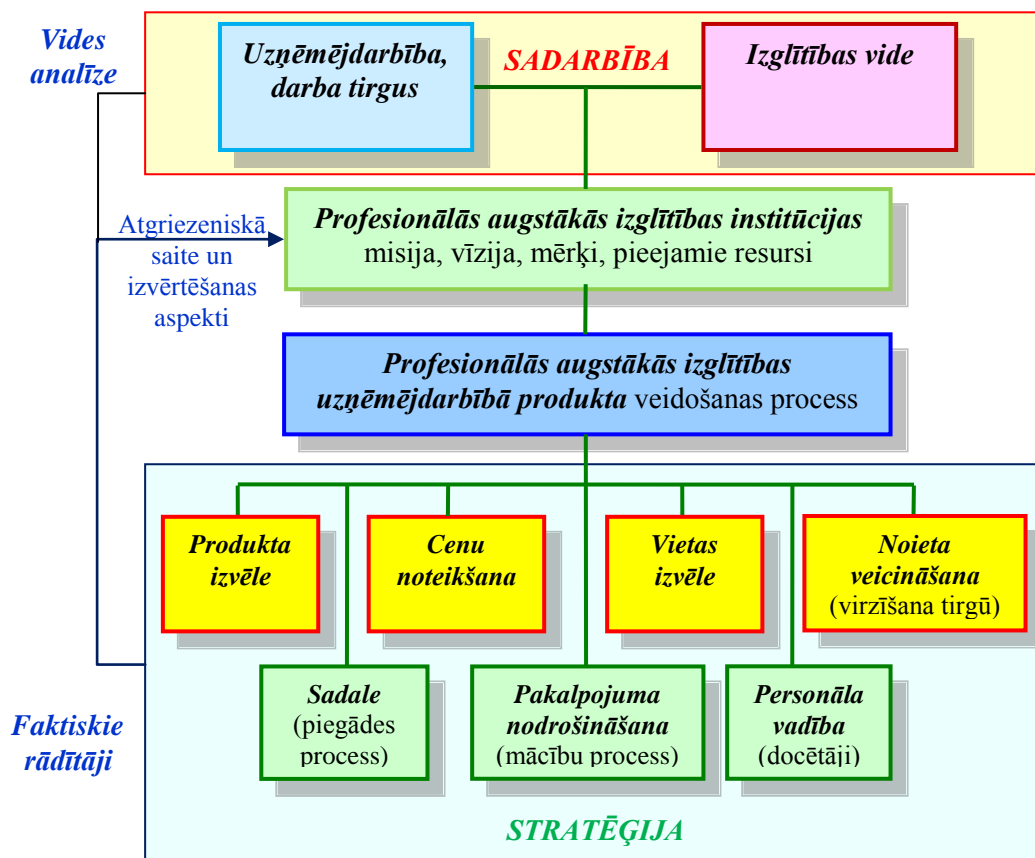 Vides
analīze
Uzņēmējdarbība,
darba tirgus
SADARBĪBA
Izglītības vide
Atgriezeniskā
saite un
izvērtēšanas
aspekti
Profesionālās augstākās izglītības institūcijas
misija, vīzija, mērķi, pieejamie resursi
Profesionālās augstākās izglītības
uzņēmējdarbībā produkta veidošanas process
Produkta
izvēle
Cenu
noteikšana
Vietas
izvēle
Noieta
veicināšana
(virzīšana tirgū)
Sadale
(piegādes
process)
Pakalpojuma
nodrošināšana
(mācību process)
Personāla
vadība
(docētāji)
Faktiskie
rādītāji
STRATĒĢIJA